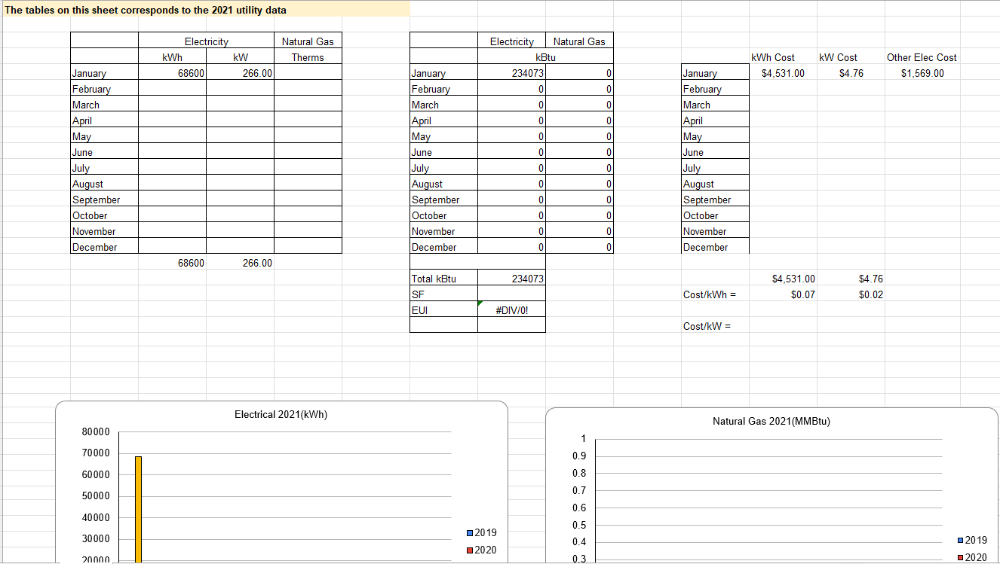 The tables on this sheet corresponds to the 2021 utility data
Electricity Natural Gas Electricity Natural Gas
kWh kW Therms kBtu kWh Cost kW Cost Other Elec Cost
January 68600 266.00 January 234073 0 January $4,531.00 $4.76 $1,569.00
February February 0 0 February
March March 0 0 March
April April 0 0 April
May May 0 0 May
June June 0 0 June
July July 0 0 July
August August 0 0 August
September September 0 0 September
October October 0 0 October
November November 0 0 November
December December 0 0 December
68600 266.00
Total kBtu 234073 $4,531.00 $4.76
SF Cost/kWh = $0.07 $0.02
EUI #DIV/0!
Cost/kW =
Electrical 2021(kWh)
80000
70000
60000
50000
40000
30000
20000
2019
2020
Natural Gas 2021(MMBtu)
1
0.9
0.8
0.7
0.6
0.5
0.4
0.3
2019
2020